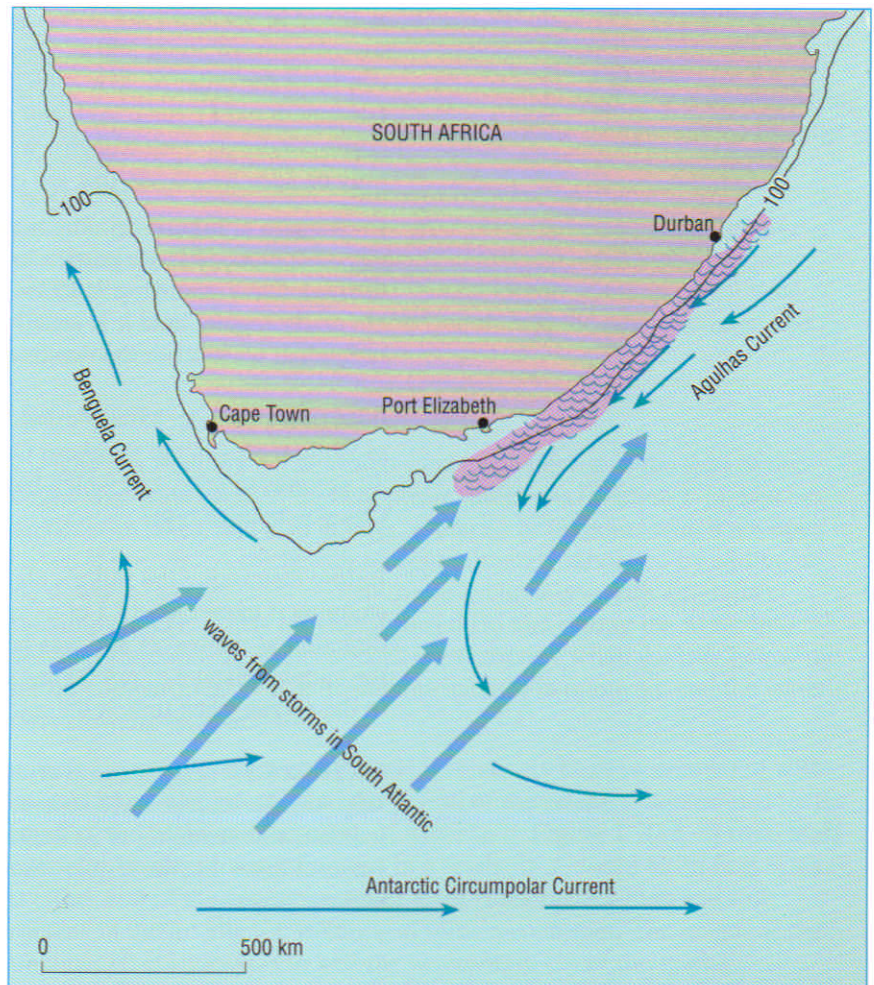 SOUTH AFRICA
100
100
Durban
Agulhas Current
Benguela Current
Cape Town
Port Elizabeth
waves from storms in South Atlantic
Antarctic Circumpolar Current
0
500 km